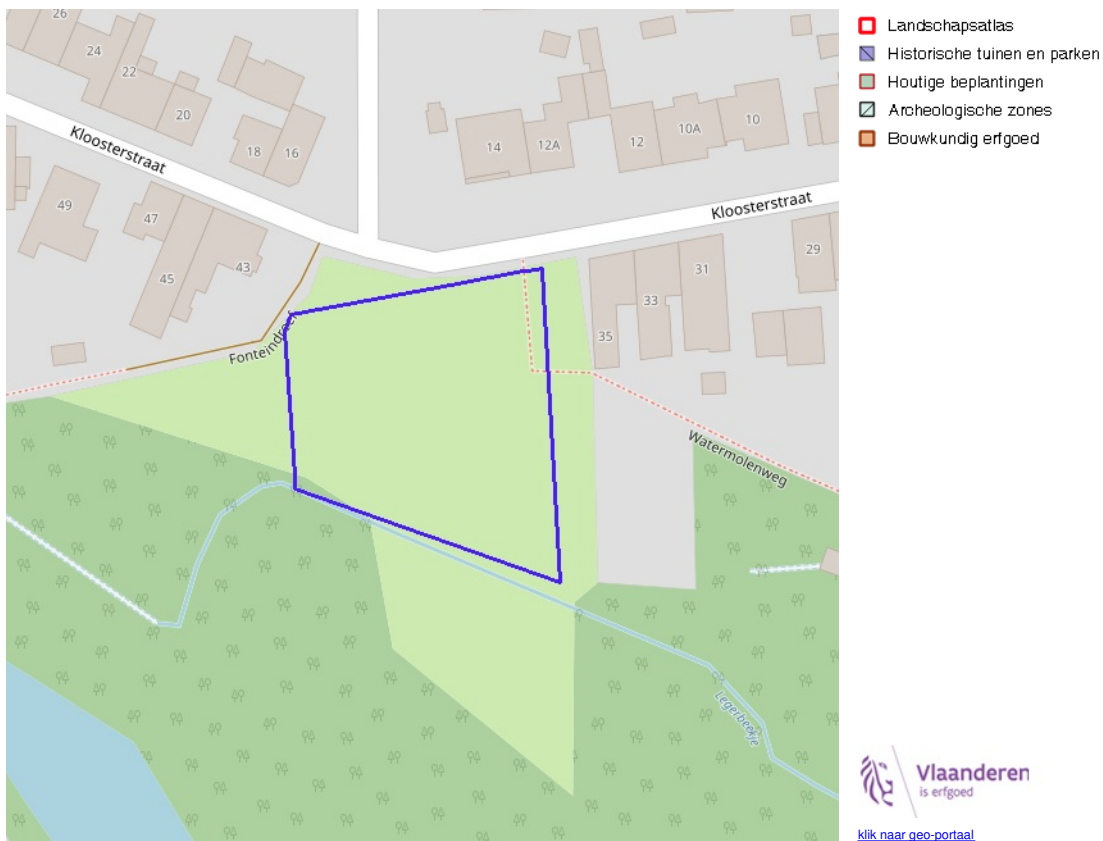 26
24
22
20
18
16
Kloosterstraat
49
47
45
43
14
12A
12
10A
10
Kloosterstraat
29
31
33
35
Fonteindreef
Watermolenweg
Legerbeekje
Landschapsatlas
Historische tuinen en parken
Houtige beplantingen
Archeologische zones
Bouwkundig erfgoed
Vlaanderen
is erfgoed
klik naar geo-portaal